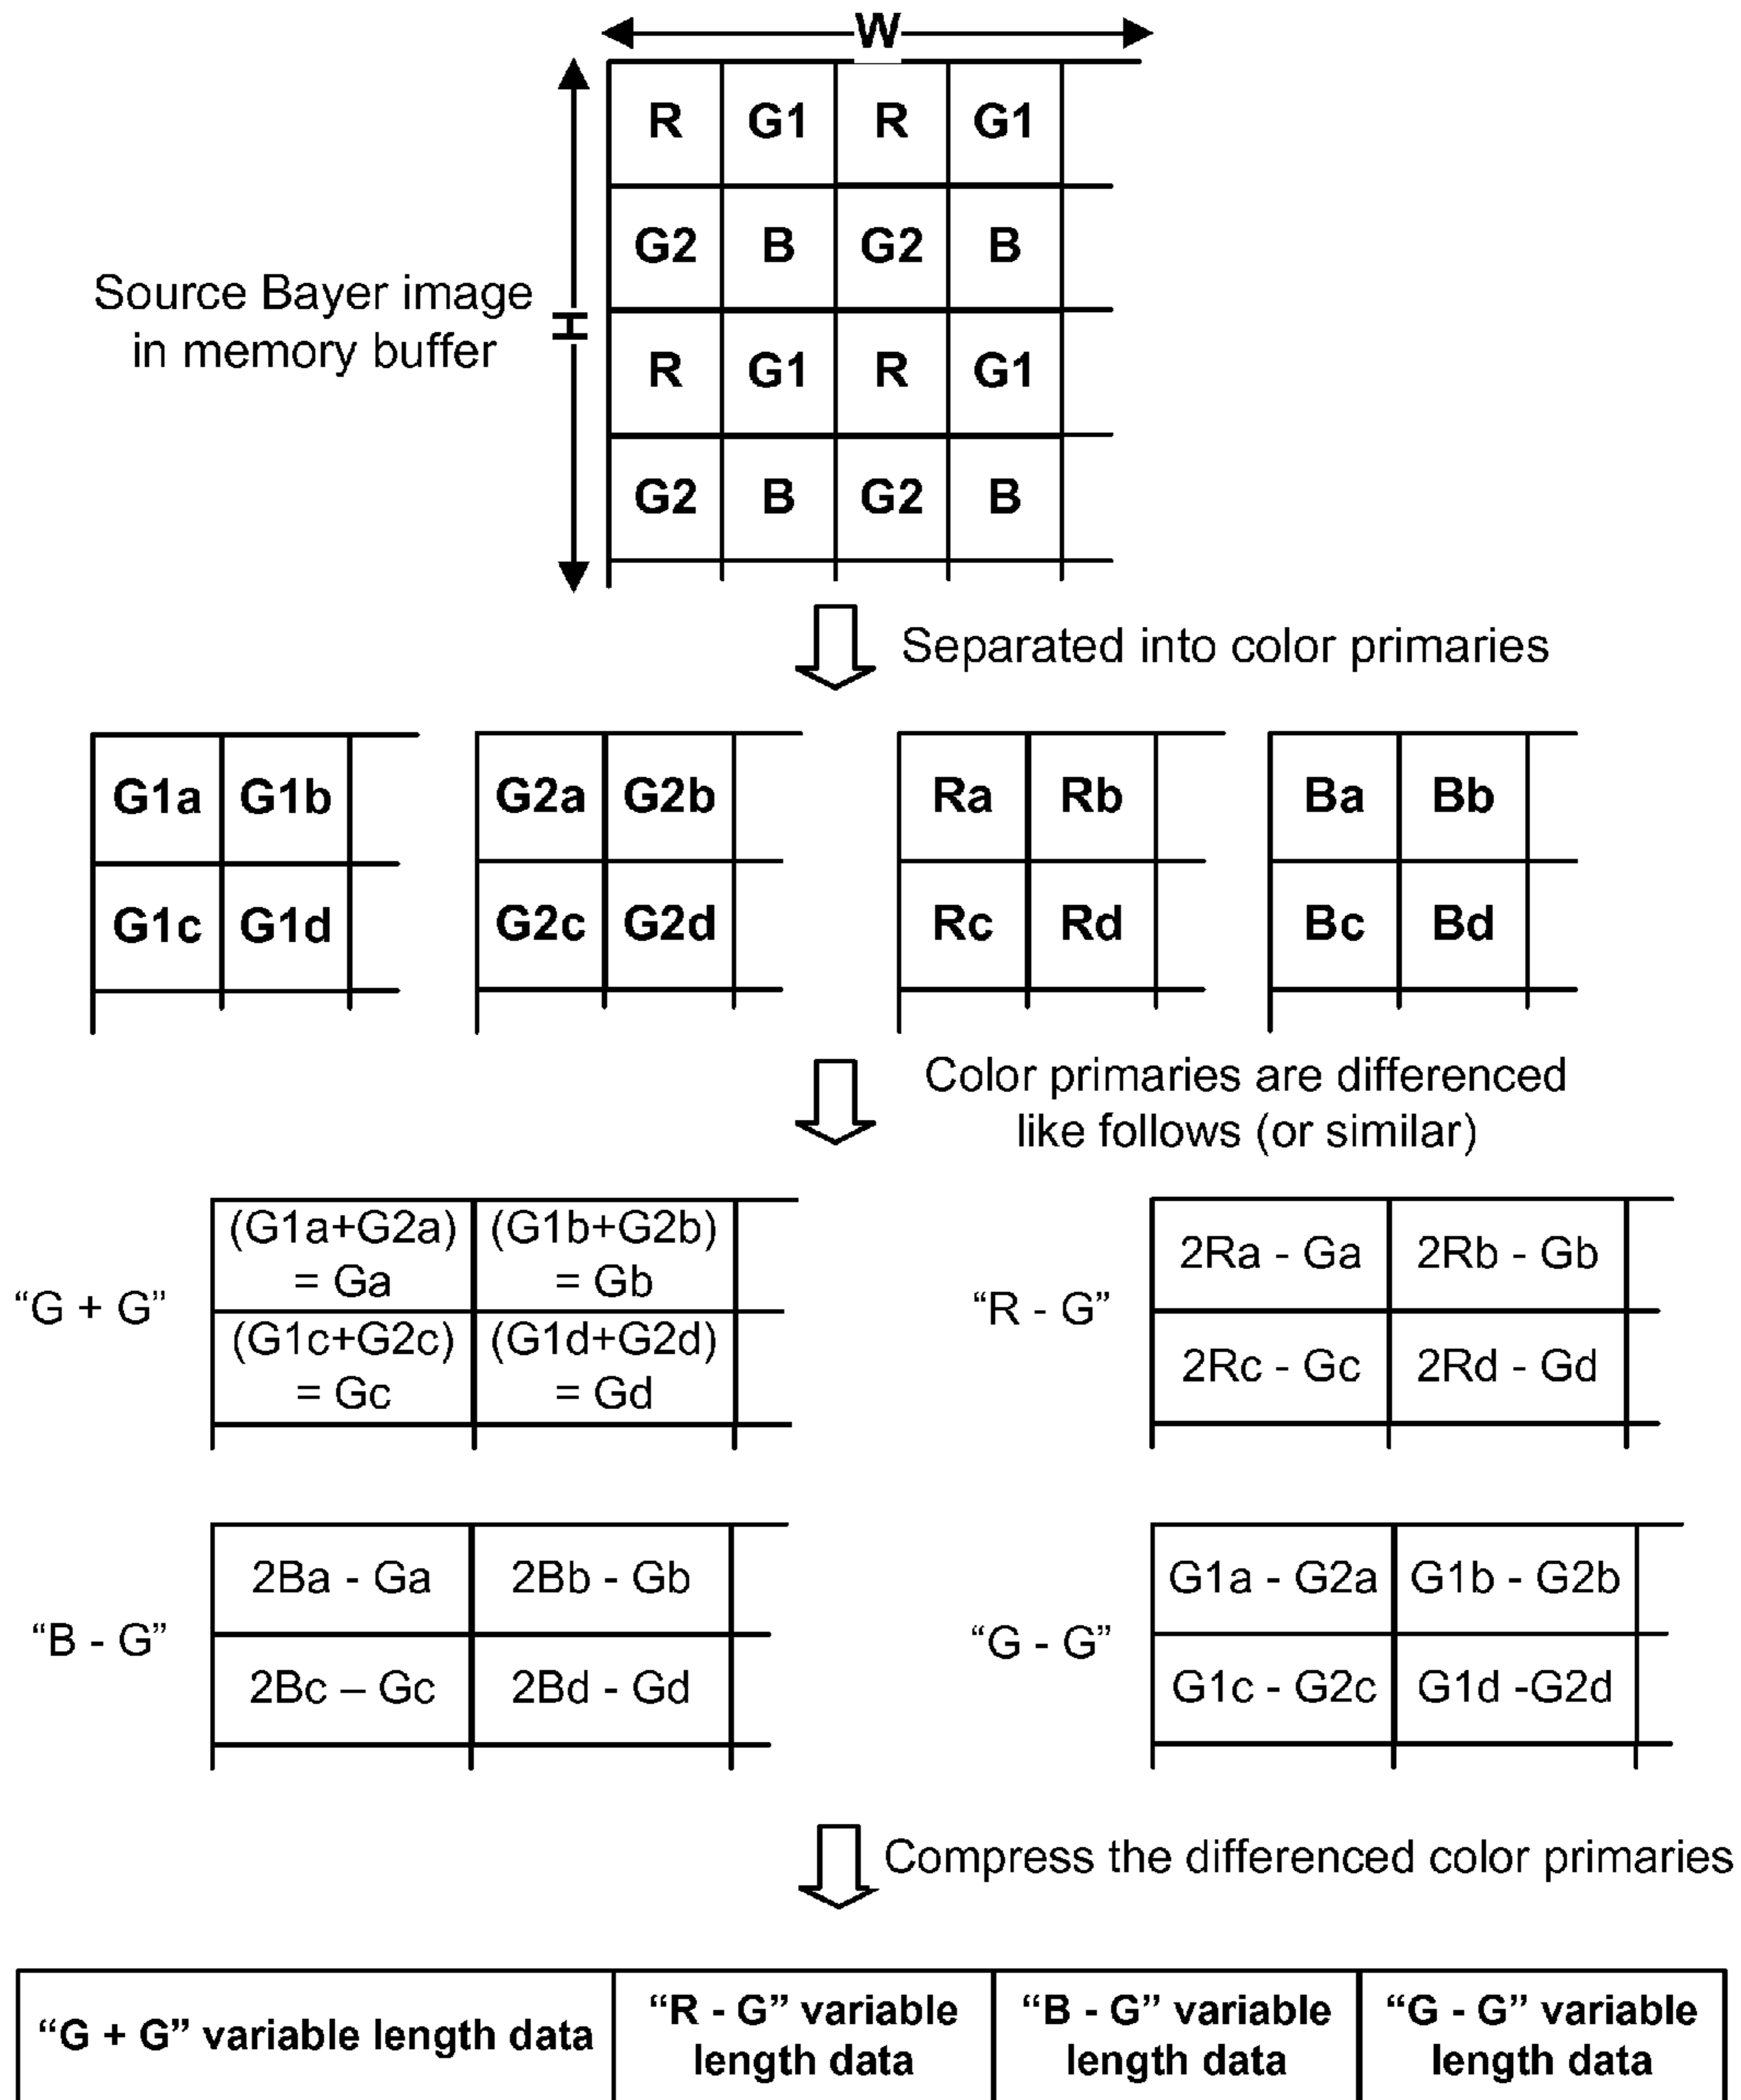 W
R G1 R G1
G2 B G2 B
Source Bayer image
in memory buffer
H
R G1 R G1
G2 B G2 B
Separated into color primaries
G1a G1b G2a G2b Ra Rb Ba Bb
G1c G1d G2c G2d Rc Rd Bc Bd
Color primaries are differenced
like follows (or similar)
“G + G”
(G1a+G2a) (G1b+G2b)
= Ga = Gb
(G1c+G2c) (G1d+G2d)
= Gc = Gd
“R - G”
2Ra - Ga 2Rb - Gb
2Rc - Gc 2Rd - Gd
“B - G”
2Ba - Ga 2Bb - Gb
2Bc – Gc 2Bd - Gd
“G - G”
G1a - G2a G1b - G2b
G1c - G2c G1d -G2d
Compress the differenced color primaries
“G + G” variable length data
“R - G” variable
length data
“B - G” variable
length data
“G - G” variable
length data